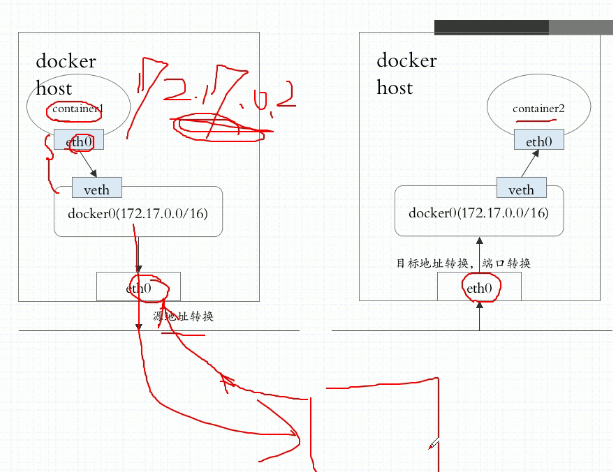 docker
host
container1
172.17.0.2
eth0
veth
docker0(172.17.0.0/16)
eth0
源地址转换
docker
host
container2
eth0
veth
docker0(172.17.0.0/16)
目标地址转换，端口转换
eth0